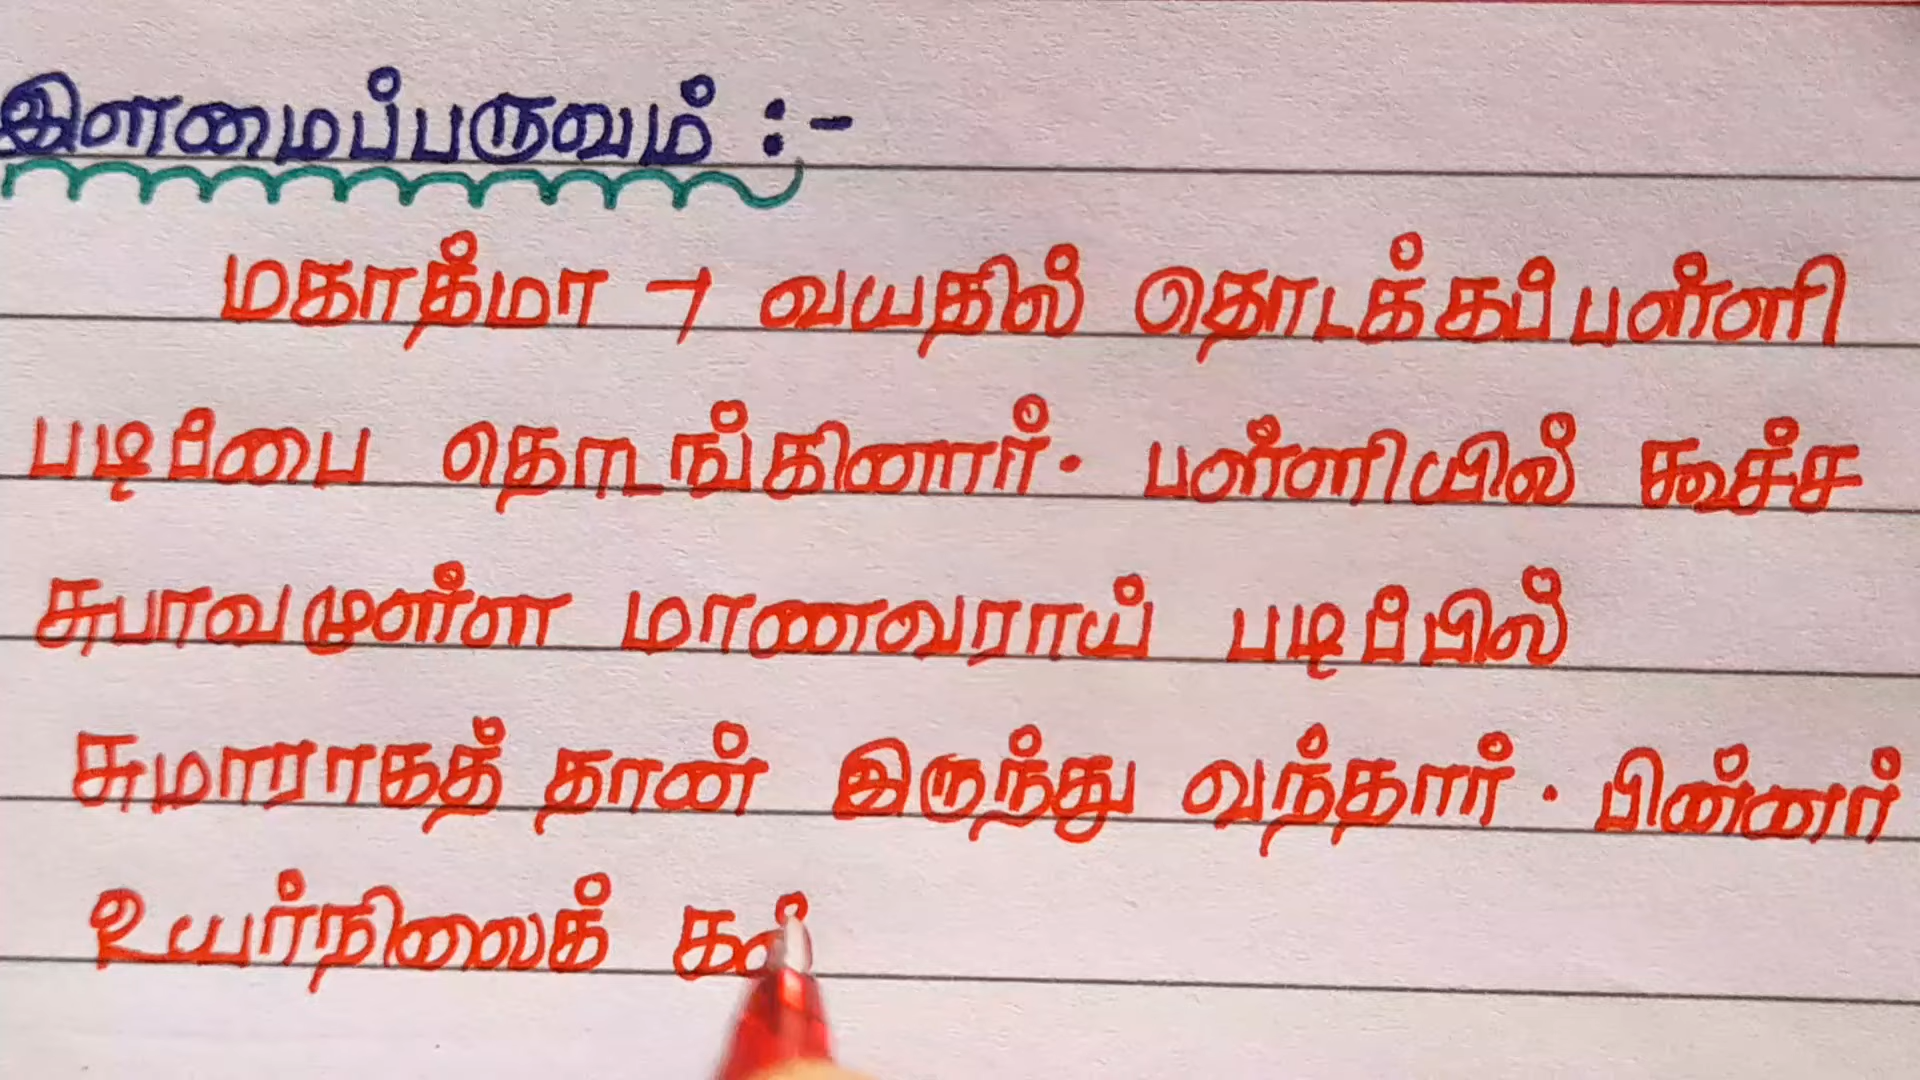 இளமைப்பருவம் :-
மகாத்மா 7 வயதில் தொடக்கப்பள்ளி
படிப்பை தொடங்கினார். பள்ளியில் கூச்ச
சுபாவமுள்ள மாணவராய் படிப்பில்
சுமாராகத் தான் இருந்து வந்தார். பின்னர்
உயர்நிலைக்